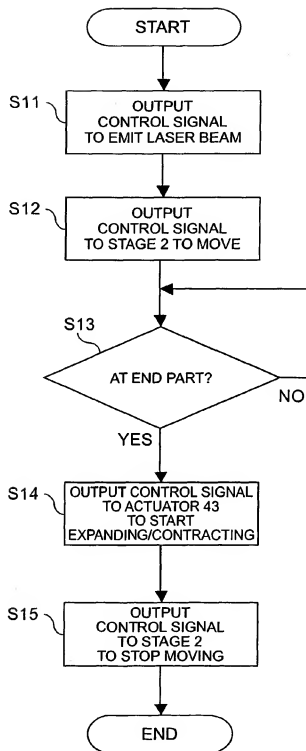 START
S11
OUTPUT
CONTROL SIGNAL
TO EMIT LASER BEAM
S12
OUTPUT
CONTROL SIGNAL
TO STAGE 2 TO MOVE
S13
AT END PART?
NO
YES
S14
OUTPUT CONTROL SIGNAL
TO ACTUATOR 43
TO START
EXPANDING/CONTRACTING
S15
OUTPUT
CONTROL SIGNAL
TO STAGE 2
TO STOP MOVING
END